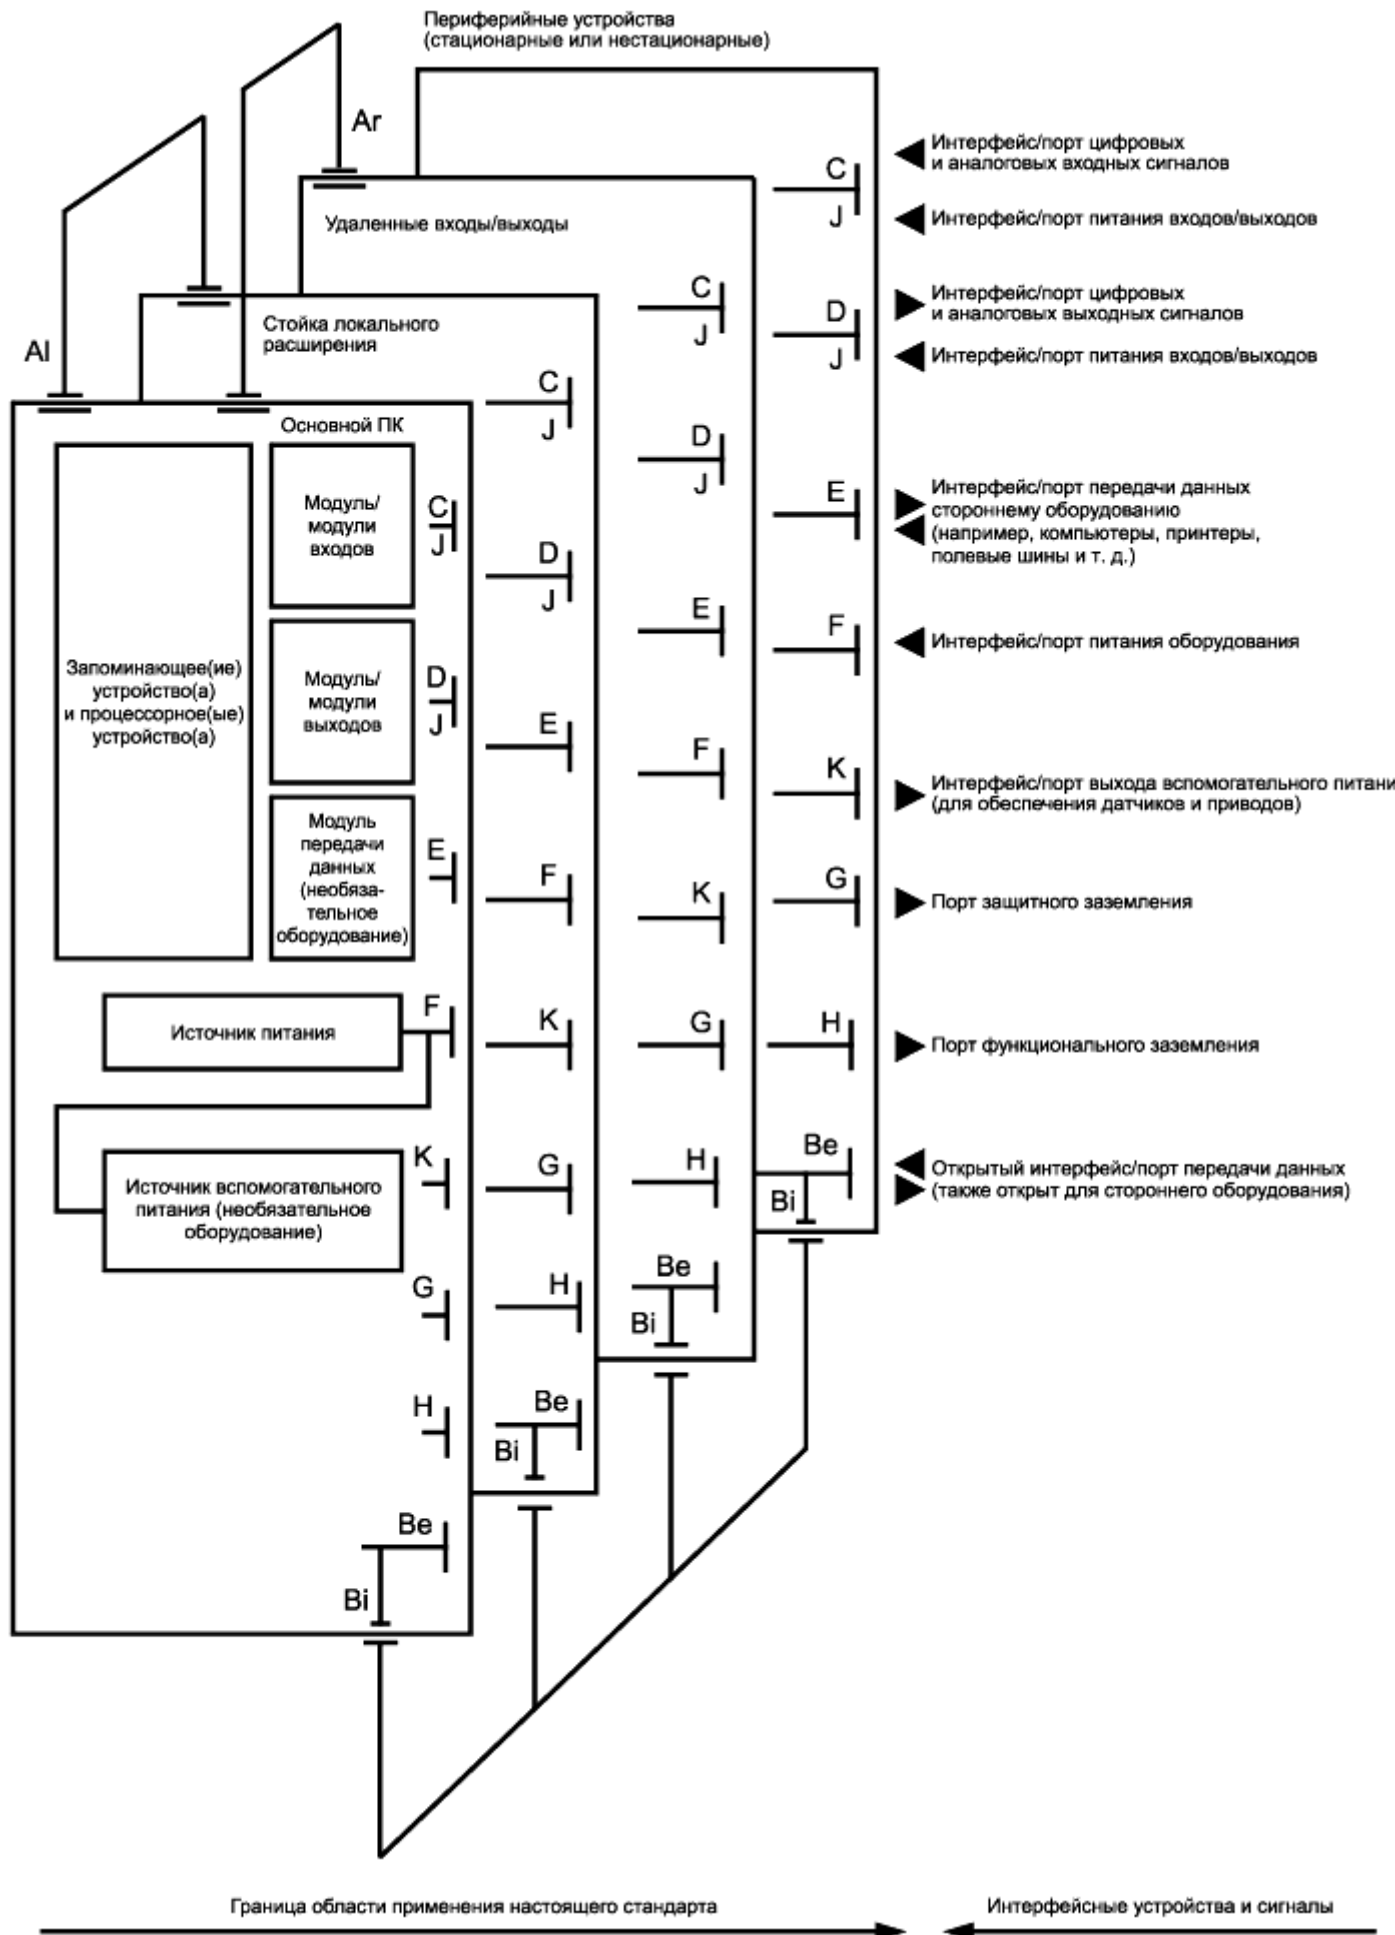 Периферийные устройства
(стационарные или нестационарные)
Ar
Удаленные входы/выходы
Al
Стойка локального
расширения
Основной ПК
Запоминающее(ие)
устройство(а)
и процессорное(ые)
устройство(а)
Модуль/
модули
входов
Модуль/
модули
выходов
Модуль
передачи
данных
(необяза-
тельное
оборудование)
Источник питания
Источник вспомогательного
питания (необязательное
оборудование)
C
J
D
J
E
F
K
G
H
Be
Bi
C
J
D
J
E
F
K
G
H
Be
Bi
C
J
D
J
E
F
K
G
H
Be
Bi
C
J
D
J
E
F
K
G
H
Be
Bi
Интерфейс/порт цифровых
и аналоговых входных сигналов
Интерфейс/порт питания входов/выходов
Интерфейс/порт цифровых
и аналоговых выходных сигналов
Интерфейс/порт питания входов/выходов
Интерфейс/порт передачи данных
стороннему оборудованию
(например, компьютеры, принтеры,
полевые шины и т. д.)
Интерфейс/порт питания оборудования
Интерфейс/порт выхода вспомогательного питани
(для обеспечения датчиков и приводов)
Порт защитного заземления
Порт функционального заземления
Открытый интерфейс/порт передачи данных
(также открыт для стороннего оборудования)
Граница области применения настоящего стандарта
Интерфейсные устройства и сигналы